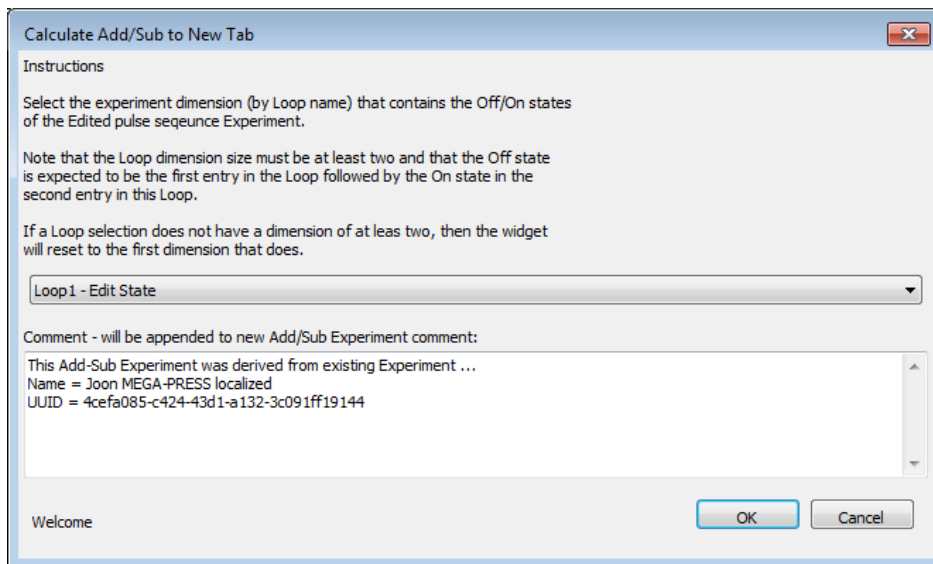 Calculate Add/Sub to New Tab
Instructions
Select the experiment dimension (by Loop name) that contains the Off/On states
of the Edited pulse seqeunce Experiment.
Note that the Loop dimension size must be at least two and that the Off state
is expected to be the first entry in the Loop followed by the On state in the
second entry in this Loop.
If a Loop selection does not have a dimension of at leas two, then the widget
will reset to the first dimension that does.
Loop1 - Edit State
Comment - will be appended to new Add/Sub Experiment comment:
This Add-Sub Experiment was derived from existing Experiment ...
Name = Joon MEGA-PRESS localized
UUID = 4cefa085-c424-43d1-a132-3c091ff19144
Welcome
OK
Cancel